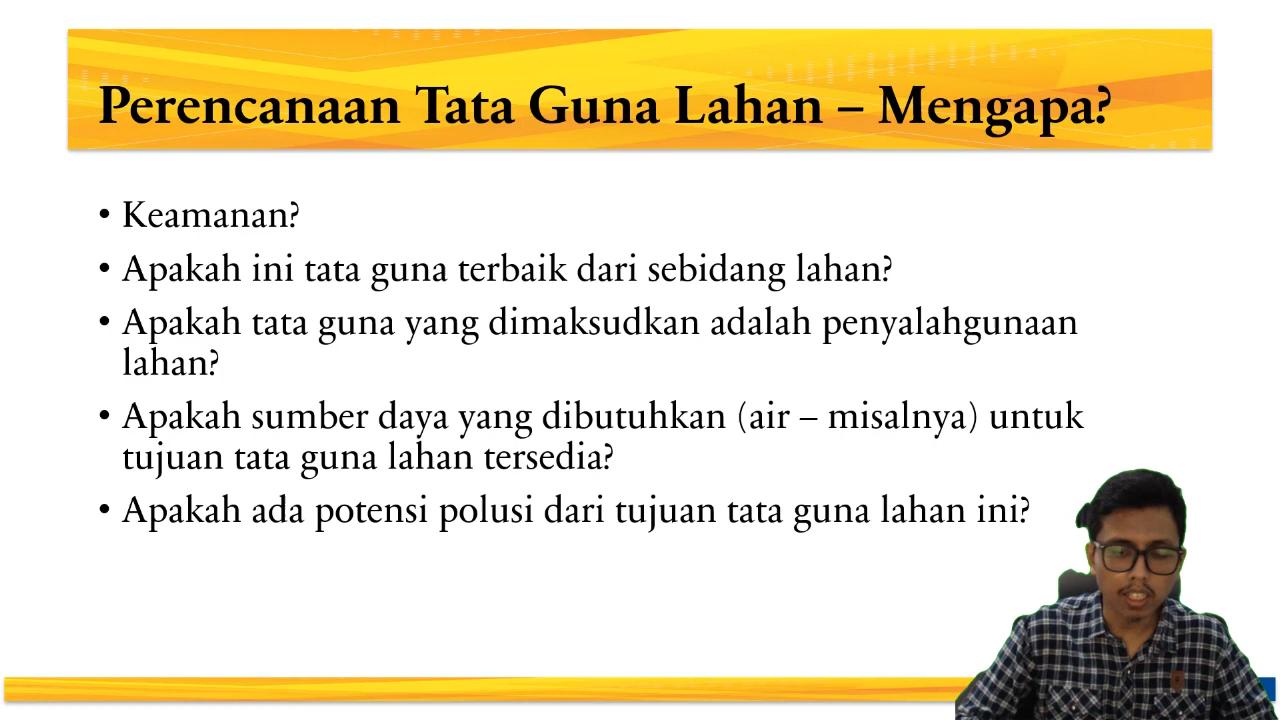 Perencanaan Tata Guna Lahan – Mengapa?
• Keamanan?
• Apakah ini tata guna terbaik dari sebidang lahan?
• Apakah tata guna yang dimaksudkan adalah penyalahgunaan
lahan?
• Apakah sumber daya yang dibutuhkan (air – misalnya) untuk
tujuan tata guna lahan tersedia?
• Apakah ada potensi polusi dari tujuan tata guna lahan ini?